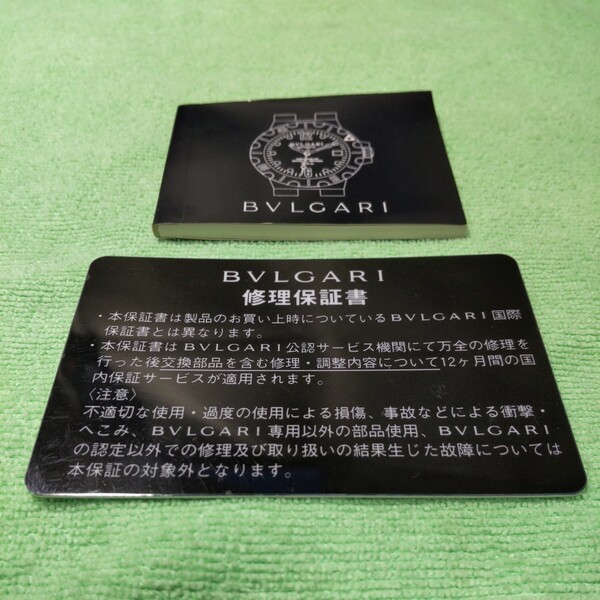 BVLGARI
BVLGARI
BVLGARI
修理保証書
・本保証書は製品のお買い上時についているBVLGARI国際
保証書とは異なります。
・本保証書はBVLGARI公認サービス機関にて万全の修理を
行った後交換部品を含む修理・調整内容について12ヶ月間の国
内保証サービスが適用されます。
〈注意〉
不適切な使用・過度の使用による損傷、事故などによる衝撃・
へこみ、BVLGARI専用以外の部品使用、BVLGARI
の認定以外での修理及び取り扱いの結果生じた故障については
本保証の対象外となります。